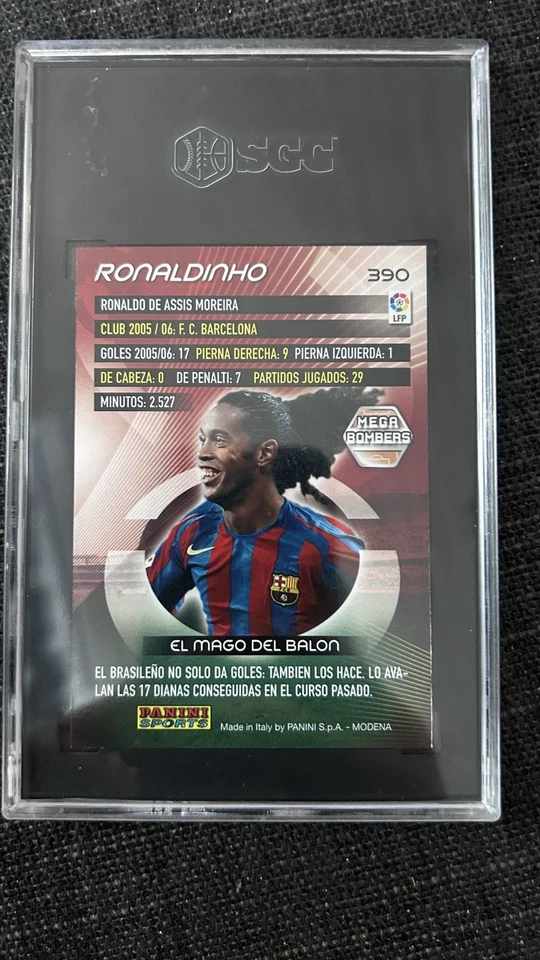 SGC
RONALDINHO 390
RONALDO DE ASSIS MOREIRA
LFP
CLUB 2005 / 06: F. C. BARCELONA
GOLES 2005/06: 17 PIERNA DERECHA: 9 PIERNA IZQUIERDA: 1
DE CABEZA: 0 DE PENALTI: 7 PARTIDOS JUGADOS: 29
MINUTOS: 2.527
MEGA
BOMBERS
FCB
EL MAGO DEL BALON
EL BRASILEÑO NO SOLO DA GOLES: TAMBIEN LOS HACE. LO AVA-
LAN LAS 17 DIANAS CONSEGUIDAS EN EL CURSO PASADO.
PANINI
SPORTS
Made in Italy by PANINI S.p.A. - MODENA